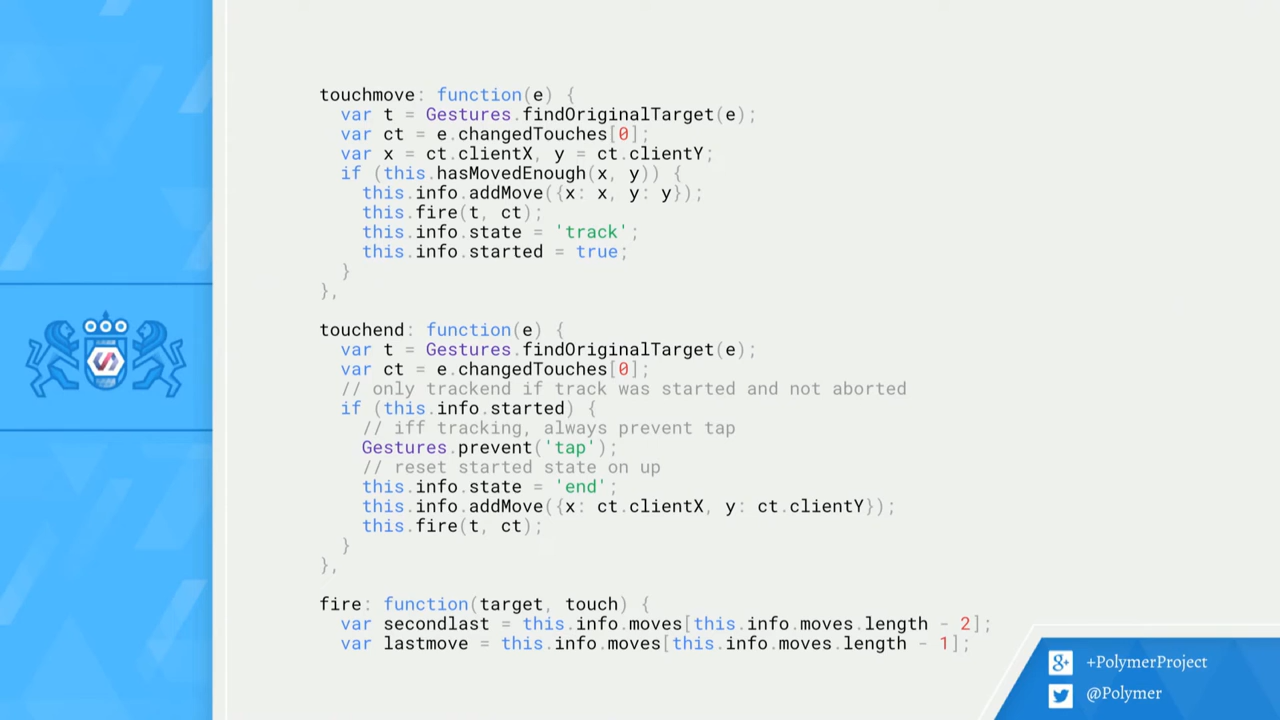 touchmove: function(e) {
  var t = Gestures.findOriginalTarget(e);
  var ct = e.changedTouches[0];
  var x = ct.clientX, y = ct.clientY;
  if (this.hasMovedEnough(x, y)) {
    this.info.addMove({x: x, y: y});
    this.fire(t, ct);
    this.info.state = 'track';
    this.info.started = true;
  }
},
touchend: function(e) {
  var t = Gestures.findOriginalTarget(e);
  var ct = e.changedTouches[0];
  // only trackend if track was started and not aborted
  if (this.info.started) {
    // iff tracking, always prevent tap
    Gestures.prevent('tap');
    // reset started state on up
    this.info.state = 'end';
    this.info.addMove({x: ct.clientX, y: ct.clientY});
    this.fire(t, ct);
  }
},
fire: function(target, touch) {
  var secondlast = this.info.moves[this.info.moves.length - 2];
  var lastmove = this.info.moves[this.info.moves.length - 1];
g+ +PolymerProject
@Polymer